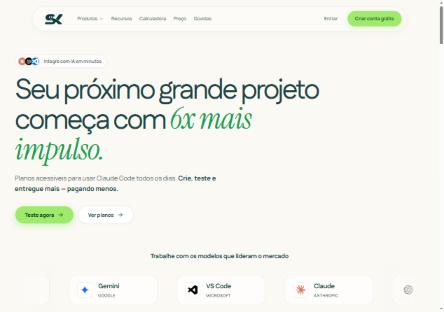 SK
Produtos Recursos Calculadora Preço Dúvidas Entrar Criar conta grátis
Integra com IA em minutos
Seu próximo grande projeto
começa com 6x mais
impulso.
Planos acessíveis para usar Claude Code todos os dias. Crie, teste e
entregue mais — pagando menos.
Teste agora → Ver planos →
Trabalhe com os modelos que lideram o mercado
Gemini
GOOGLE
VS Code
MICROSOFT
Claude
ANTHROPIC